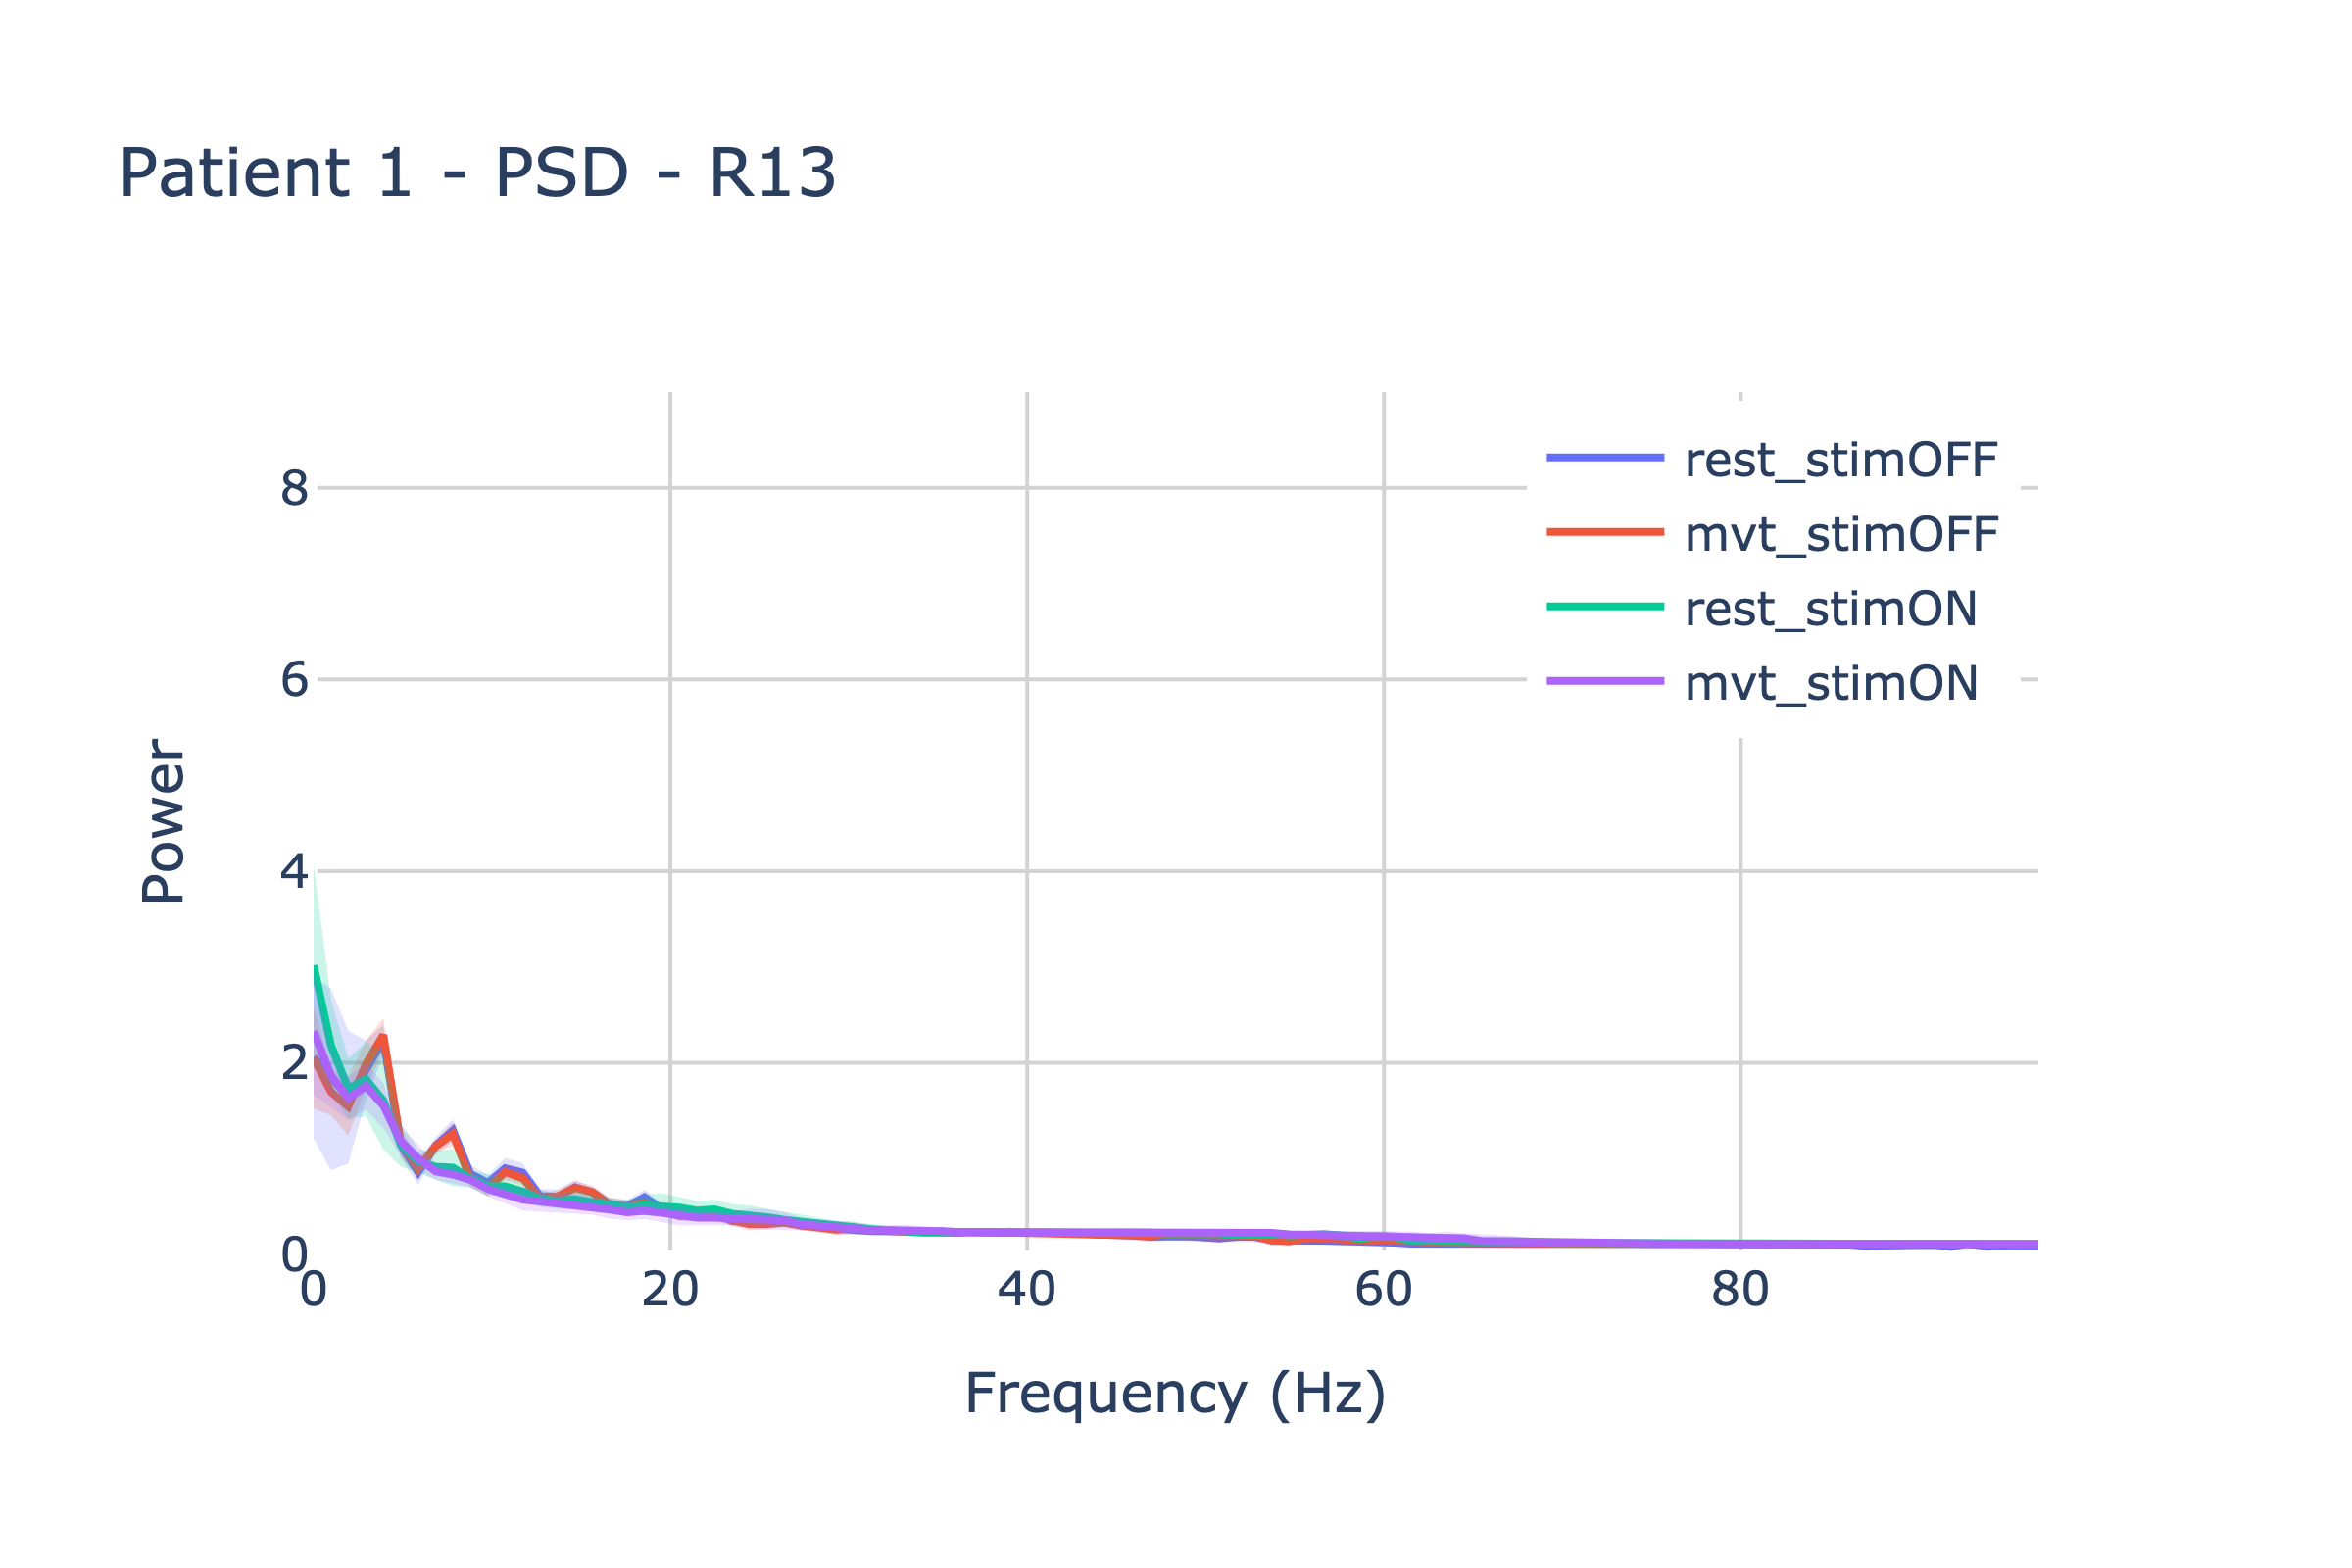 Patient 1 - PSD - R13
rest_stimOFF
mvt_stimOFF
rest_stimON
mvt_stimON
8
6
4
2
0
Power
0 20 40 60 80
Frequency (Hz)